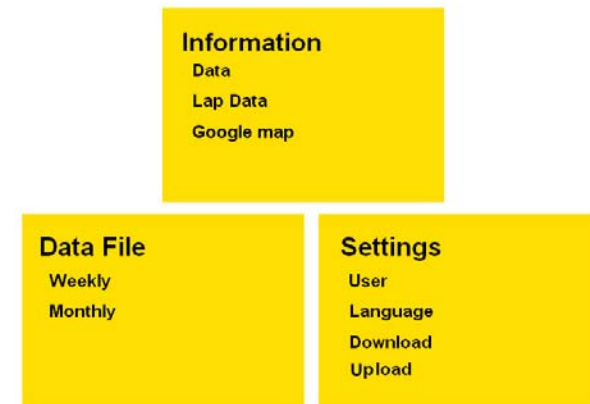 Information
Data
Lap Data
Google map
Data File
Weekly
Monthly
Settings
User
Language
Download
Upload